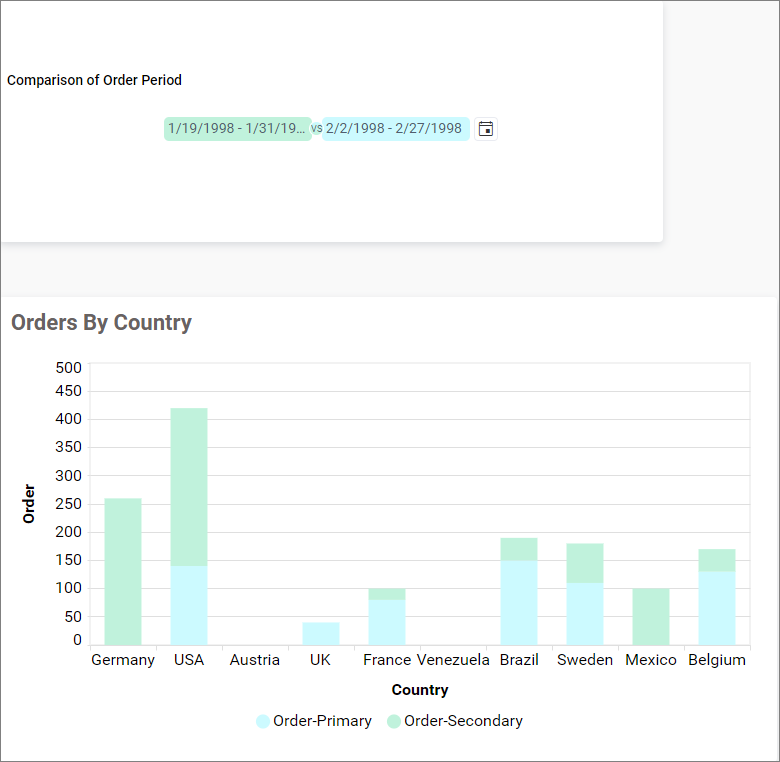 Comparison of Order Period
1/19/1998 - 1/31/19... vs 2/2/1998 - 2/27/1998
Orders By Country
500
450
400
350
300
250
200
150
100
50
0
Order
Germany USA Austria UK France Venezuela Brazil Sweden Mexico Belgium
Country
Order-Primary Order-Secondary